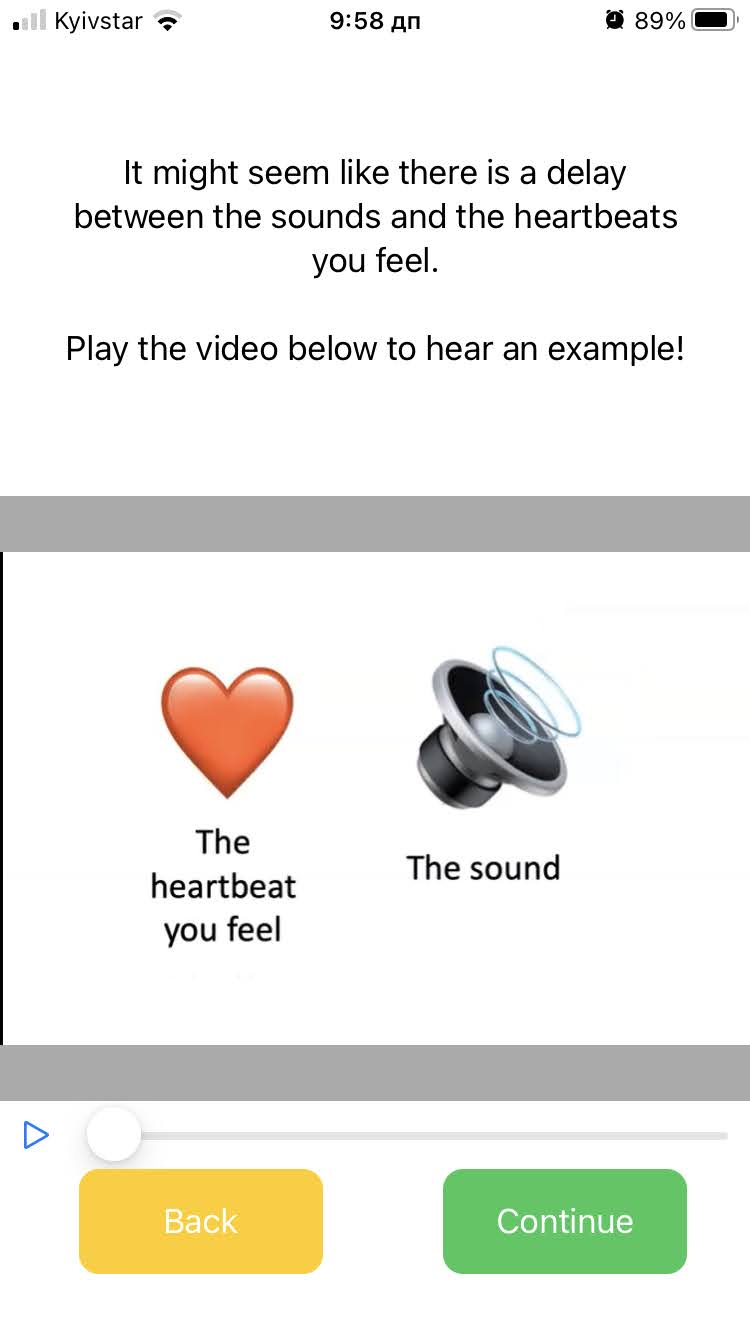 Kyivstar 9:58 дп 89%
It might seem like there is a delay
between the sounds and the heartbeats
you feel.
Play the video below to hear an example!
The
heartbeat
you feel
The sound
Back
Continue